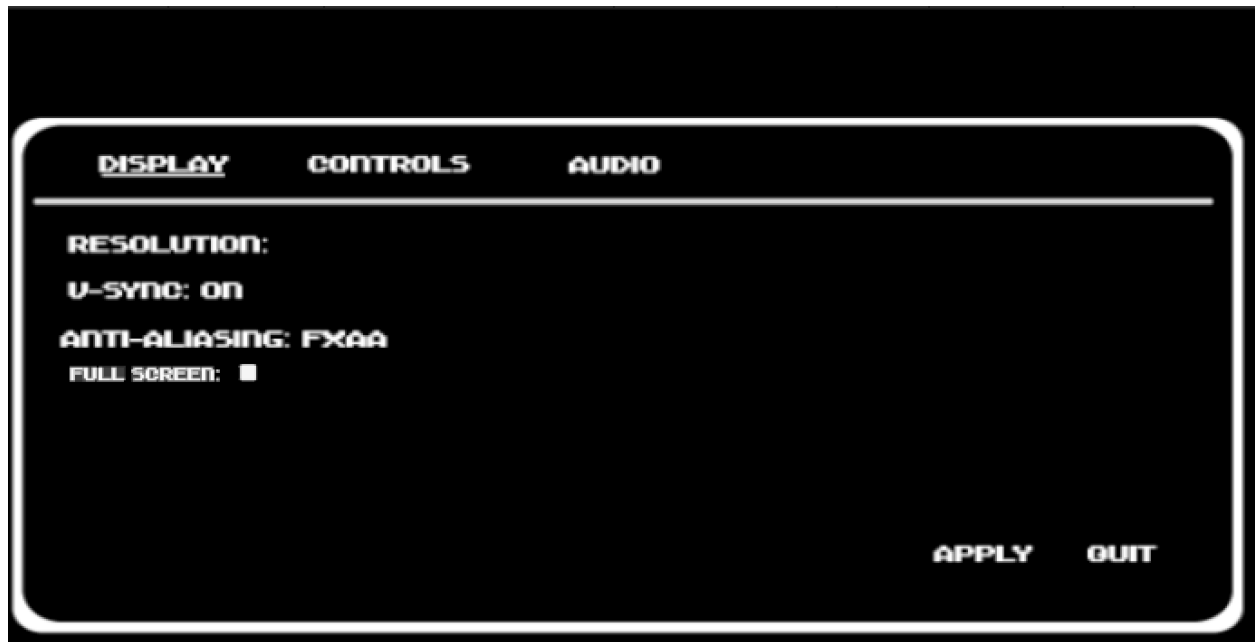 DISPLAY CONTROLS AUDIO
RESOLUTION:
V-SYNC: ON
ANTI-ALIASING: FXAA
FULL SCREEN:
APPLY QUIT